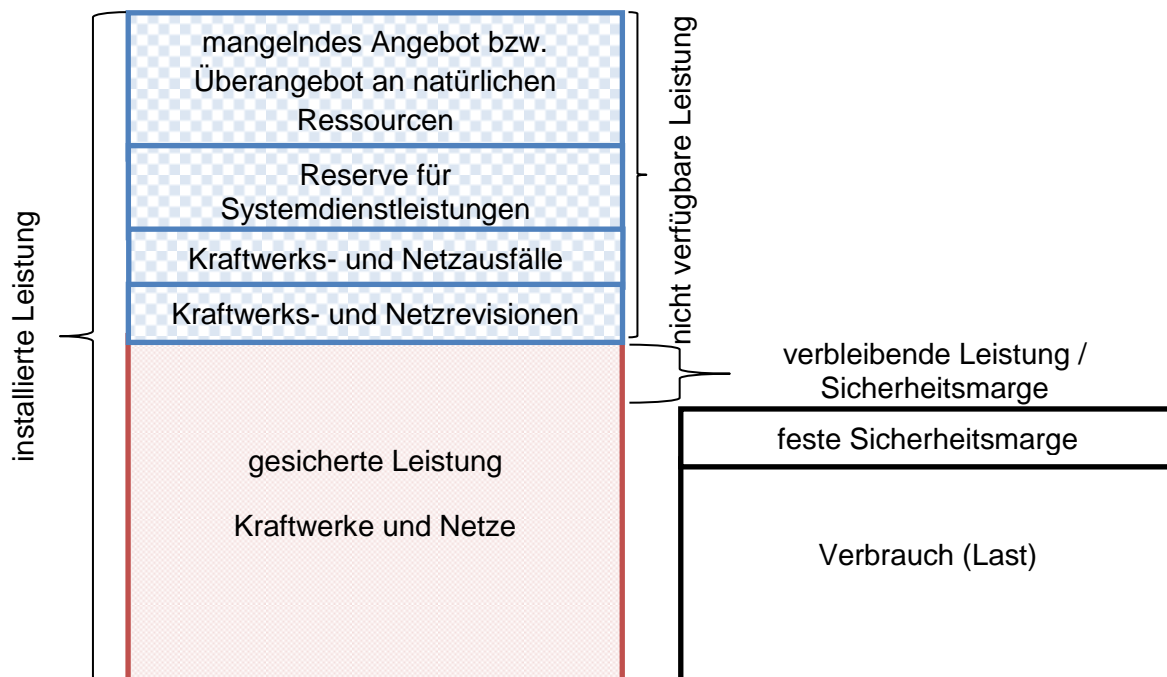 mangelndes Angebot bzw.
Überangebot an natürlichen
Ressourcen
Reserve für
Systemdienstleistungen
Kraftwerks- und Netzausfälle
Kraftwerks- und Netzrevisionen
installierte Leistung
nicht verfügbare Leistung
verbleibende Leistung /
Sicherheitsmarge
feste Sicherheitsmarge
gesicherte Leistung
Kraftwerke und Netze
Verbrauch (Last)